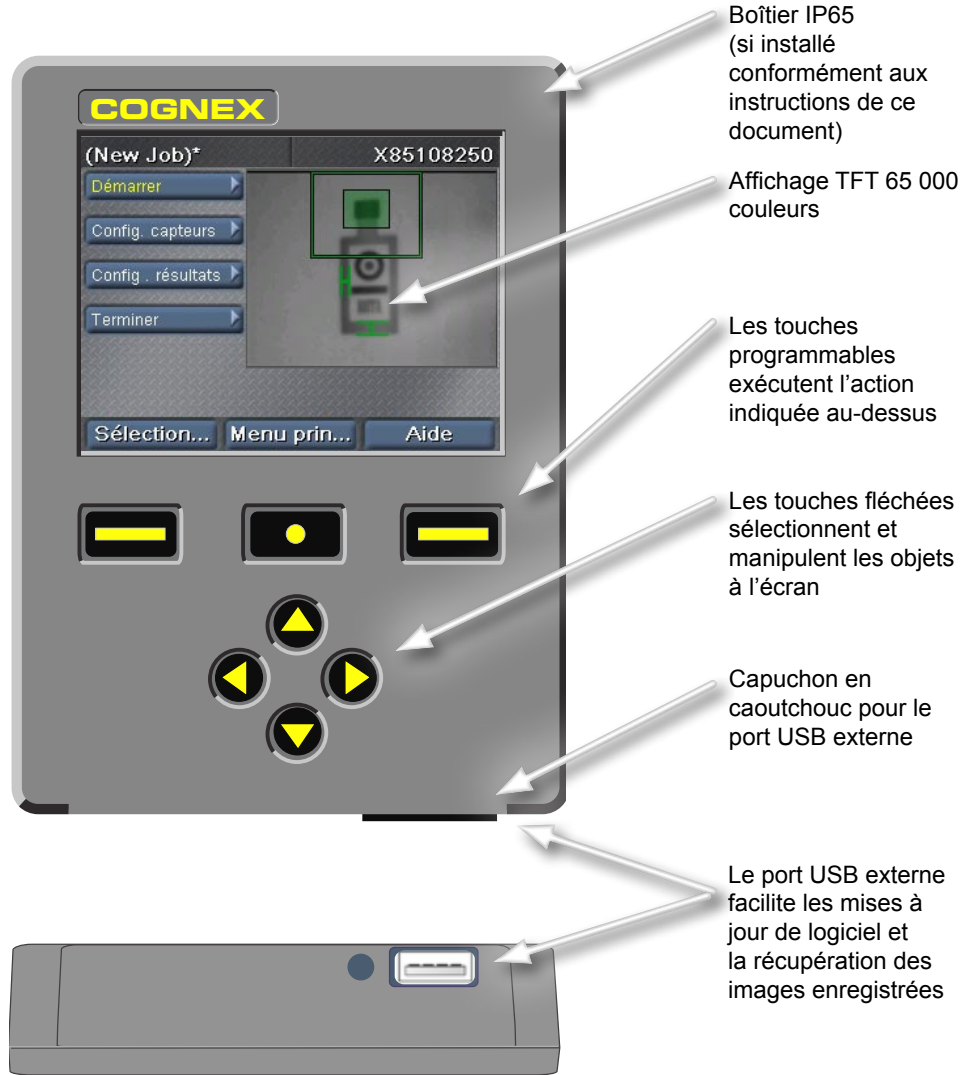 Boîtier IP65
(si installé
conformément aux
instructions de ce
document)
COGNEX
(New Job)* X85108250
Démarrer
Config. capteurs
Config . résultats
Terminer
Sélection... Menu prin... Aide
Affichage TFT 65 000
couleurs
Les touches
programmables
exécutent l’action
indiquée au-dessus
Les touches fléchées
sélectionnent et
manipulent les objets
à l’écran
Capuchon en
caoutchouc pour le
port USB externe
Le port USB externe
facilite les mises à
jour de logiciel et
la récupération des
images enregistrées